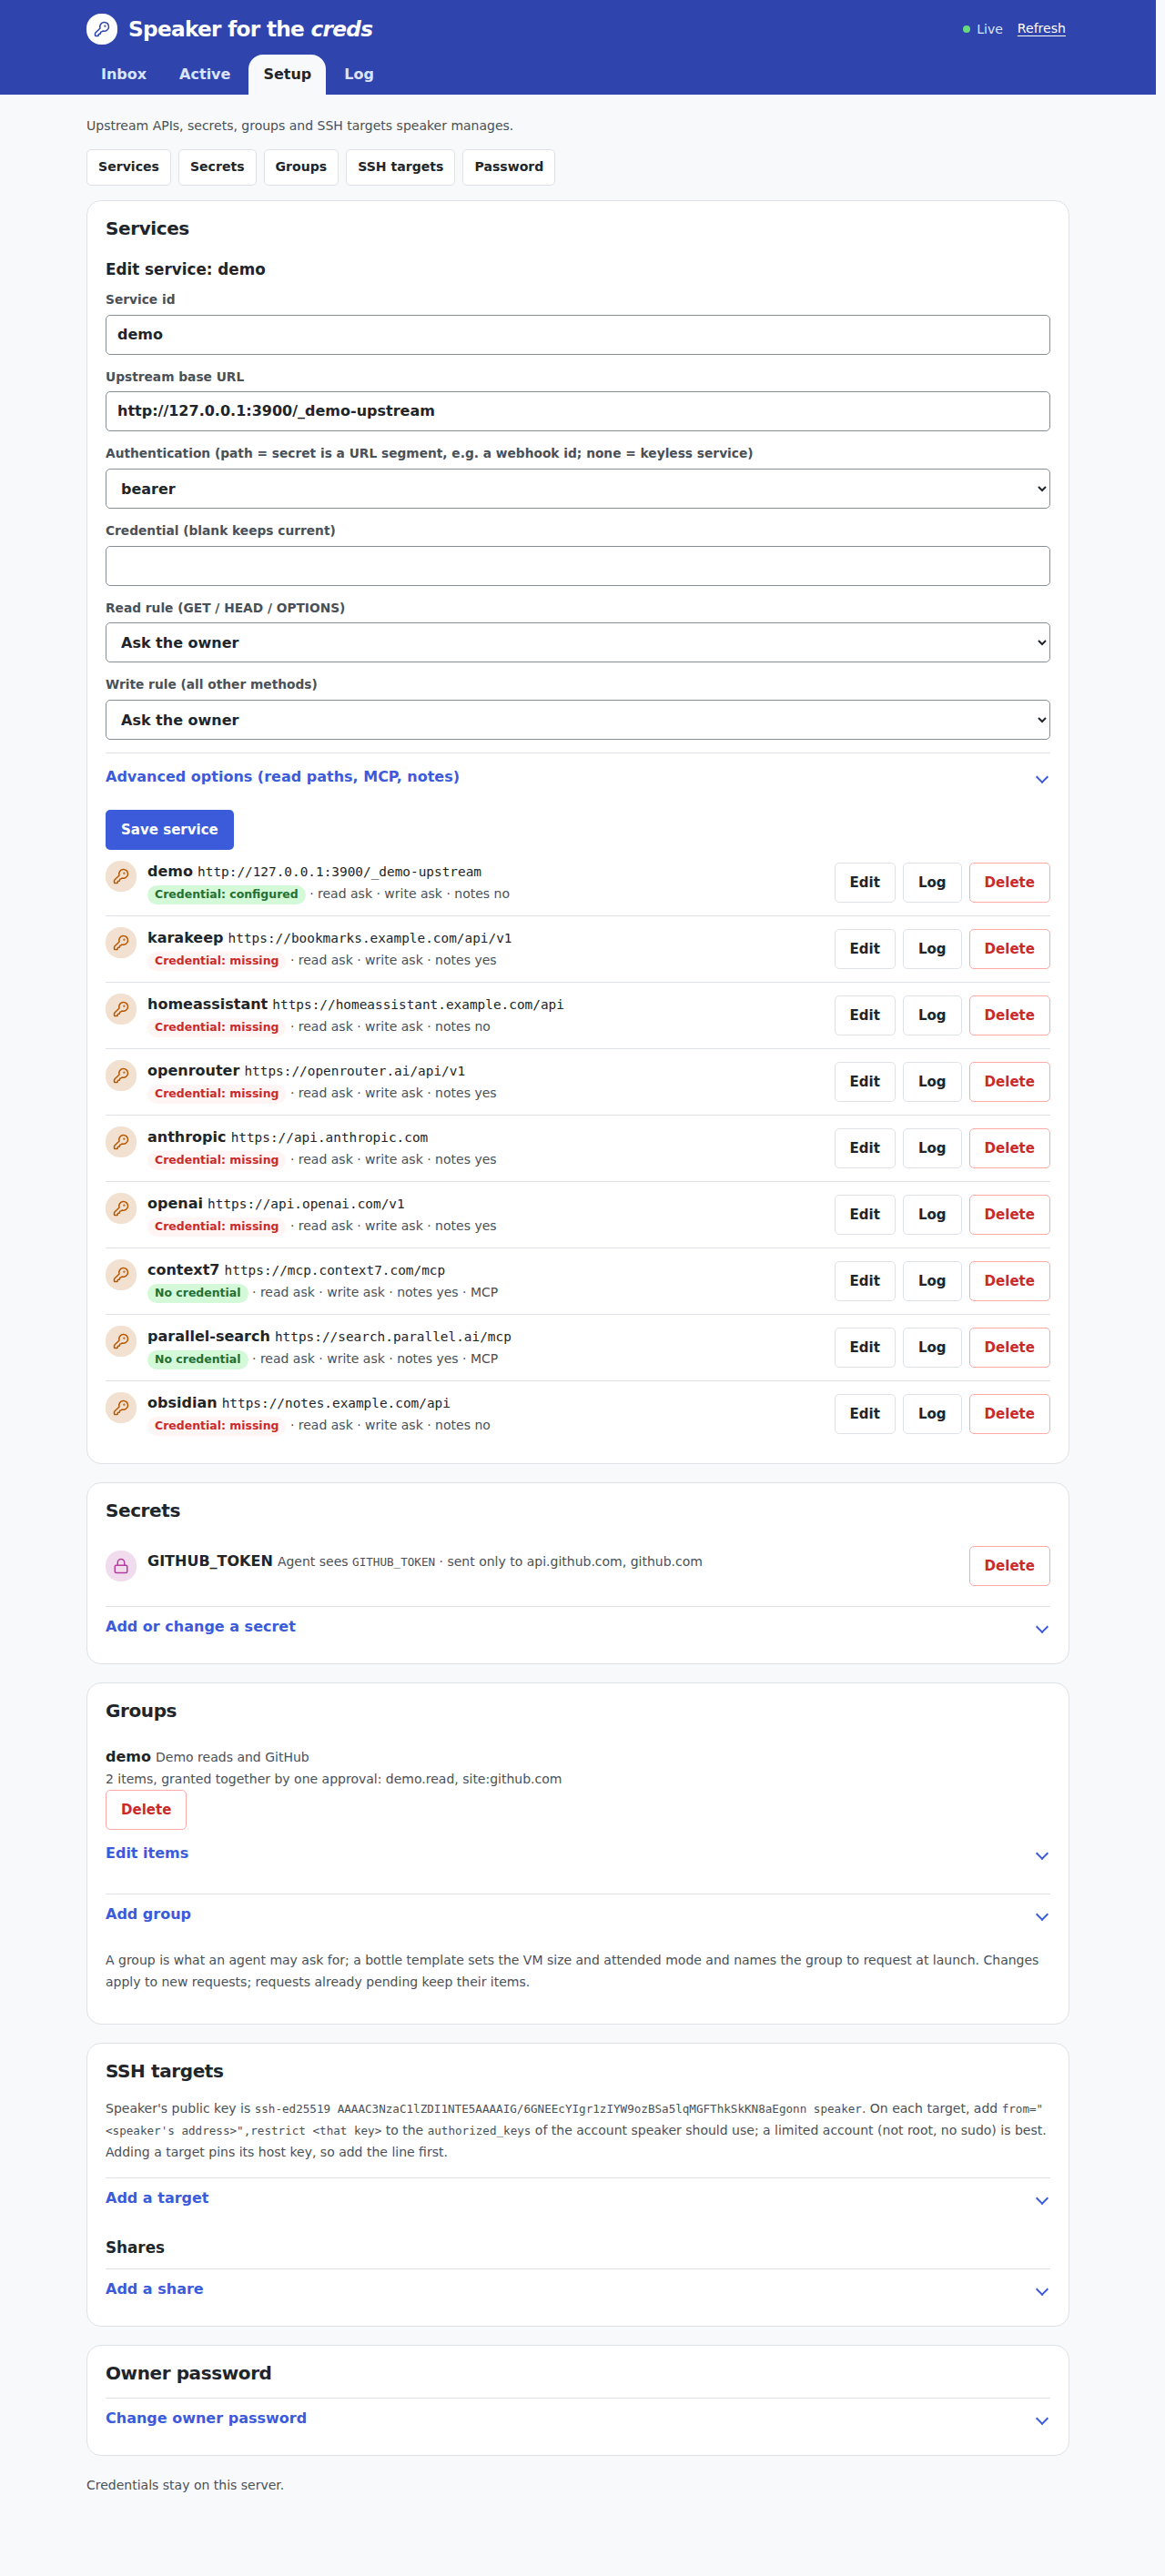 Speaker for the creds
Live Refresh
Inbox Active Setup Log
Upstream APIs, secrets, groups and SSH targets speaker manages.
Services Secrets Groups SSH targets Password
Services
Edit service: demo
Service id
demo
Upstream base URL
http://127.0.0.1:3900/_demo-upstream
Authentication (path = secret is a URL segment, e.g. a webhook id; none = keyless service)
bearer
Credential (blank keeps current)
Read rule (GET / HEAD / OPTIONS)
Ask the owner
Write rule (all other methods)
Ask the owner
Advanced options (read paths, MCP, notes)
Save service
demo http://127.0.0.1:3900/_demo-upstream
Credential: configured · read ask · write ask · notes no
Edit Log Delete
karakeep https://bookmarks.example.com/api/v1
Credential: missing · read ask · write ask · notes yes
Edit Log Delete
homeassistant https://homeassistant.example.com/api
Credential: missing · read ask · write ask · notes no
Edit Log Delete
openrouter https://openrouter.ai/api/v1
Credential: missing · read ask · write ask · notes yes
Edit Log Delete
anthropic https://api.anthropic.com
Credential: missing · read ask · write ask · notes yes
Edit Log Delete
openai https://api.openai.com/v1
Credential: missing · read ask · write ask · notes yes
Edit Log Delete
context7 https://mcp.context7.com/mcp
No credential · read ask · write ask · notes yes · MCP
Edit Log Delete
parallel-search https://search.parallel.ai/mcp
No credential · read ask · write ask · notes yes · MCP
Edit Log Delete
obsidian https://notes.example.com/api
Credential: missing · read ask · write ask · notes no
Edit Log Delete
Secrets
GITHUB_TOKEN Agent sees GITHUB_TOKEN · sent only to api.github.com, github.com
Delete
Add or change a secret
Groups
demo Demo reads and GitHub
2 items, granted together by one approval: demo.read, site:github.com
Delete
Edit items
Add group
A group is what an agent may ask for; a bottle template sets the VM size and attended mode and names the group to request at launch. Changes
apply to new requests; requests already pending keep their items.
SSH targets
Speaker's public key is ssh-ed25519 AAAAC3NzaC1lZDI1NTE5AAAAIG/6GNEEcYIgr1zIYW9ozBSa5lqMGFThkSkKN8aEgonn speaker. On each target, add from="
<speaker's address>",restrict <that key> to the authorized_keys of the account speaker should use; a limited account (not root, no sudo) is best.
Adding a target pins its host key, so add the line first.
Add a target
Shares
Add a share
Owner password
Change owner password
Credentials stay on this server.